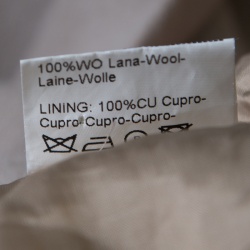 100%WO Lana-Wool-
Laine-Wolle
LINING: 100%CU Cupro-
Cupro-Cupro-Cupro-